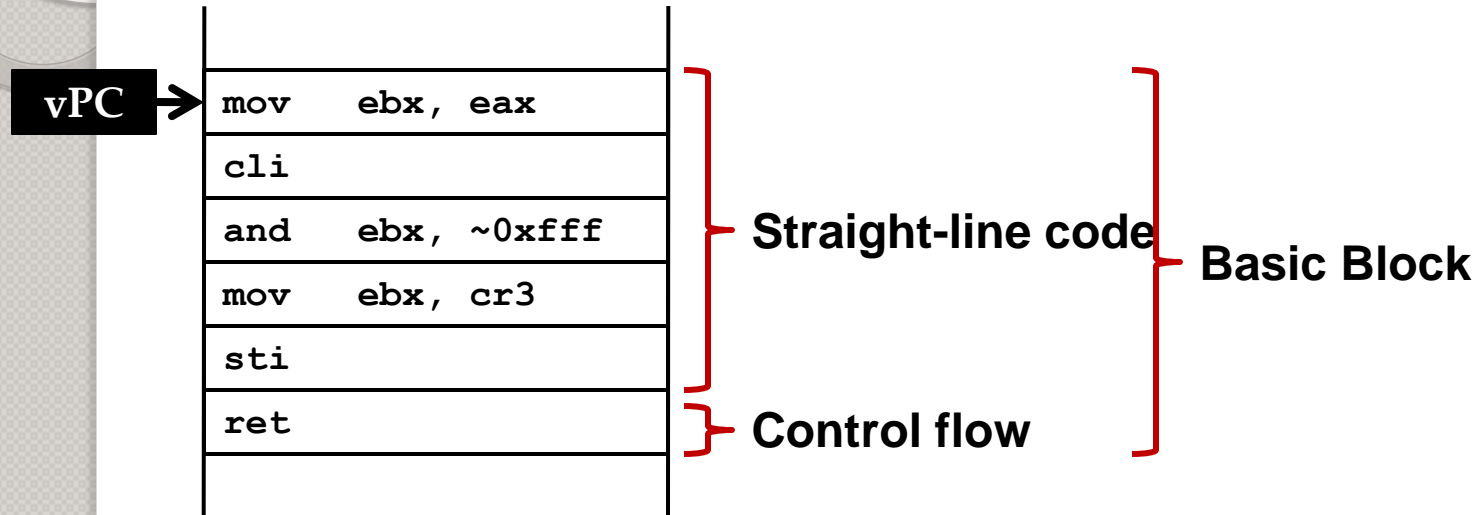 vPC
mov ebx, eax
cli
and ebx, ~0xfff
mov ebx, cr3
sti
ret
Straight-line code
Control flow
Basic Block